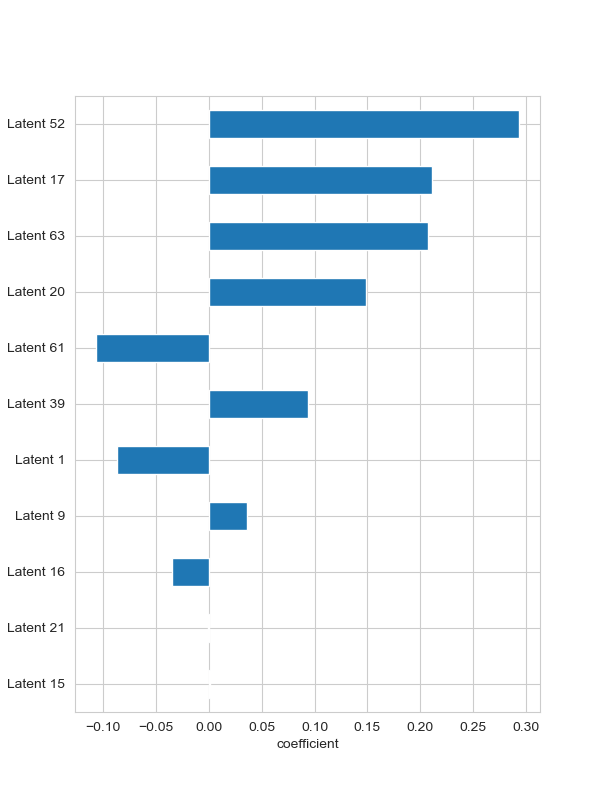 Latent 52
Latent 17
Latent 63
Latent 20
Latent 61
Latent 39
Latent 1
Latent 9
Latent 16
Latent 21
Latent 15
−0.10 −0.05 0.00 0.05 0.10 0.15 0.20 0.25 0.30
coefficient